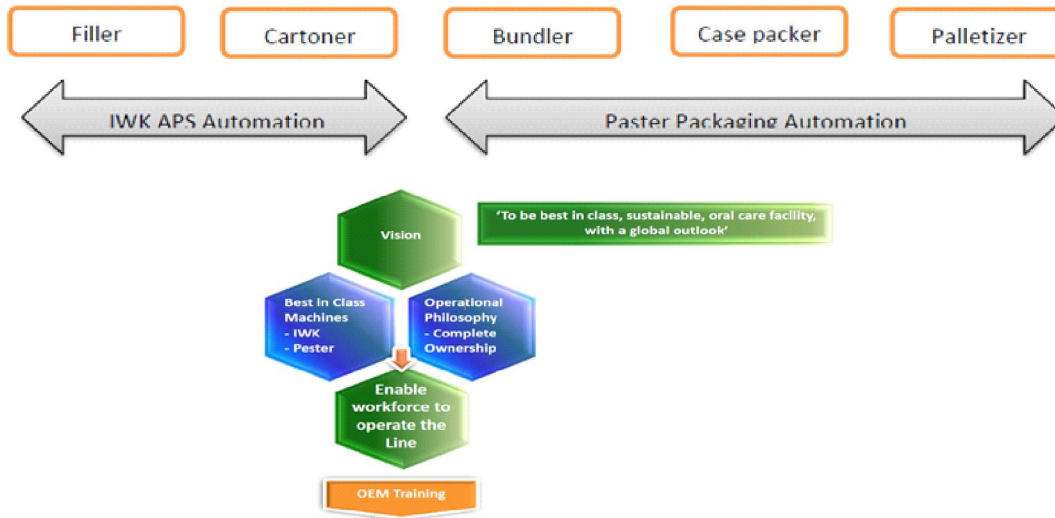 Filler
Cartoner
Bundler
Case packer
Palletizer
IWK APS Automation
Paster Packaging Automation
Vision
'To be best in class, sustainable, oral care facility,
with a global outlook'
Best in Class
Machines
- IWK
- Pester
Operational
Philosophy
- Complete
Ownership
Enable
workforce to
operate the
Line
OEM Training